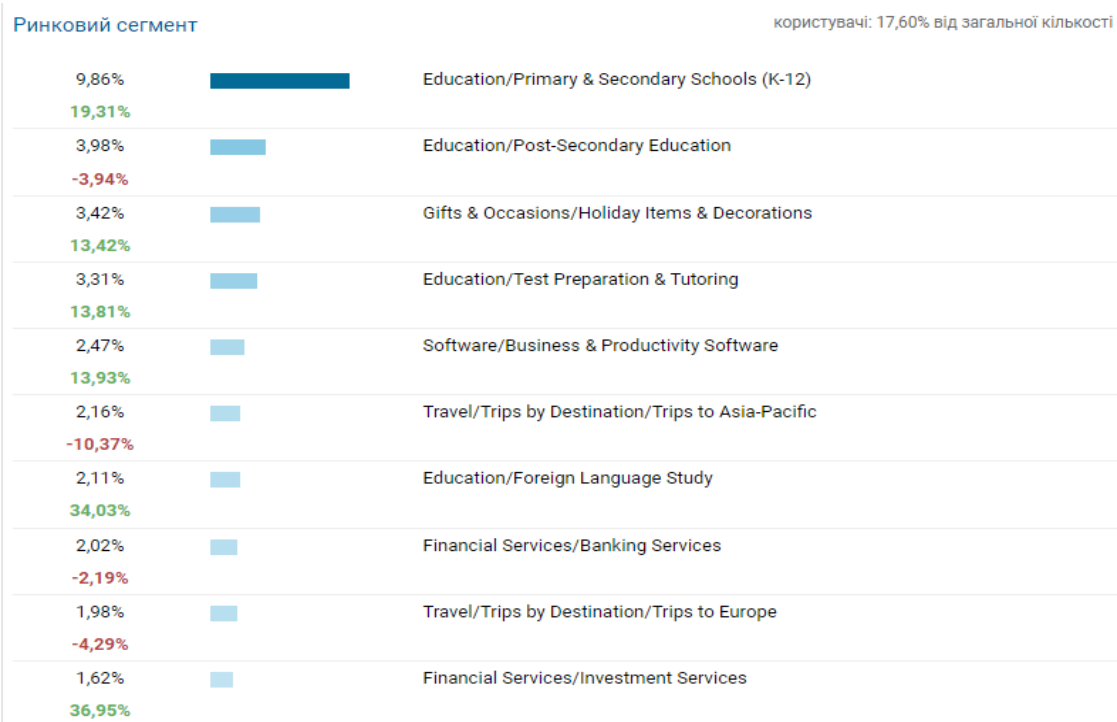 Ринковий сегмент
користувачі: 17,60% від загальної кількості
9,86% Education/Primary & Secondary Schools (K-12)
19,31%
3,98% Education/Post-Secondary Education
-3,94%
3,42% Gifts & Occasions/Holiday Items & Decorations
13,42%
3,31% Education/Test Preparation & Tutoring
13,81%
2,47% Software/Business & Productivity Software
13,93%
2,16% Travel/Trips by Destination/Trips to Asia-Pacific
-10,37%
2,11% Education/Foreign Language Study
34,03%
2,02% Financial Services/Banking Services
-2,19%
1,98% Travel/Trips by Destination/Trips to Europe
-4,29%
1,62% Financial Services/Investment Services
36,95%